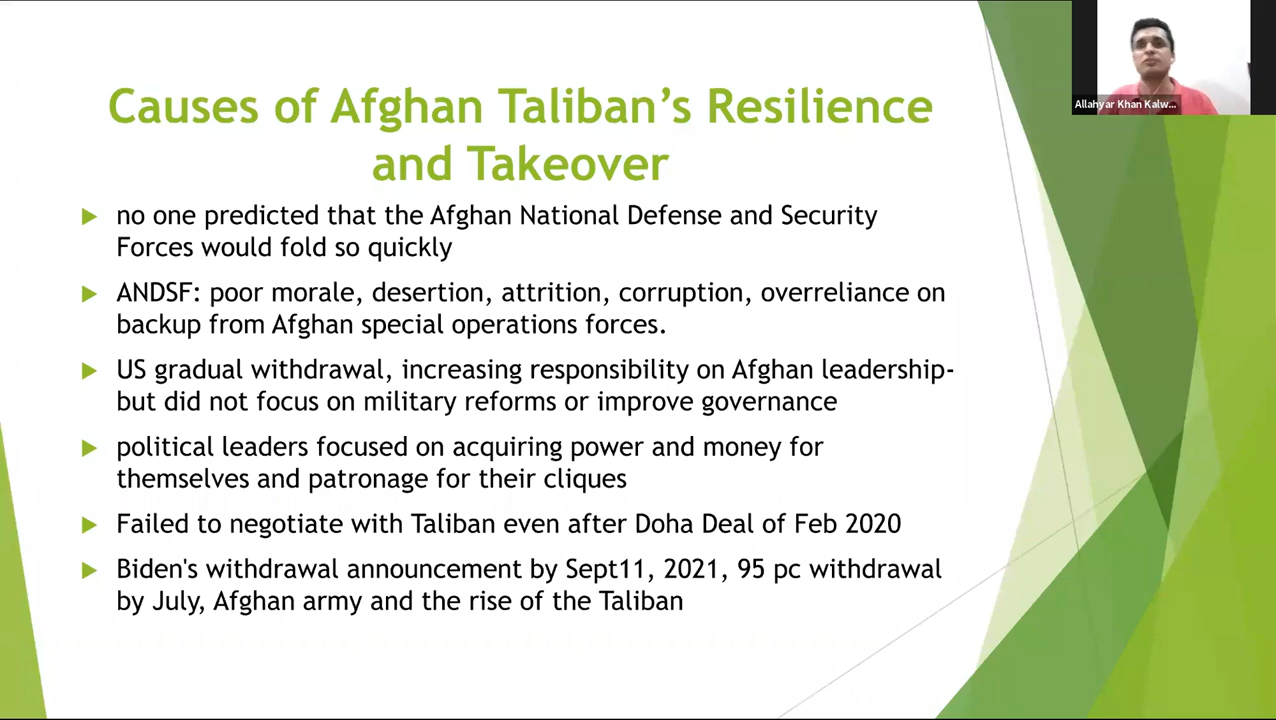 Causes of Afghan Taliban’s Resilience
and Takeover
no one predicted that the Afghan National Defense and Security
Forces would fold so quickly
ANDSF: poor morale, desertion, attrition, corruption, overreliance on
backup from Afghan special operations forces.
US gradual withdrawal, increasing responsibility on Afghan leadership-
but did not focus on military reforms or improve governance
political leaders focused on acquiring power and money for
themselves and patronage for their cliques
Failed to negotiate with Taliban even after Doha Deal of Feb 2020
Biden's withdrawal announcement by Sept11, 2021, 95 pc withdrawal
by July, Afghan army and the rise of the Taliban
Allahyar Khan Kalw...